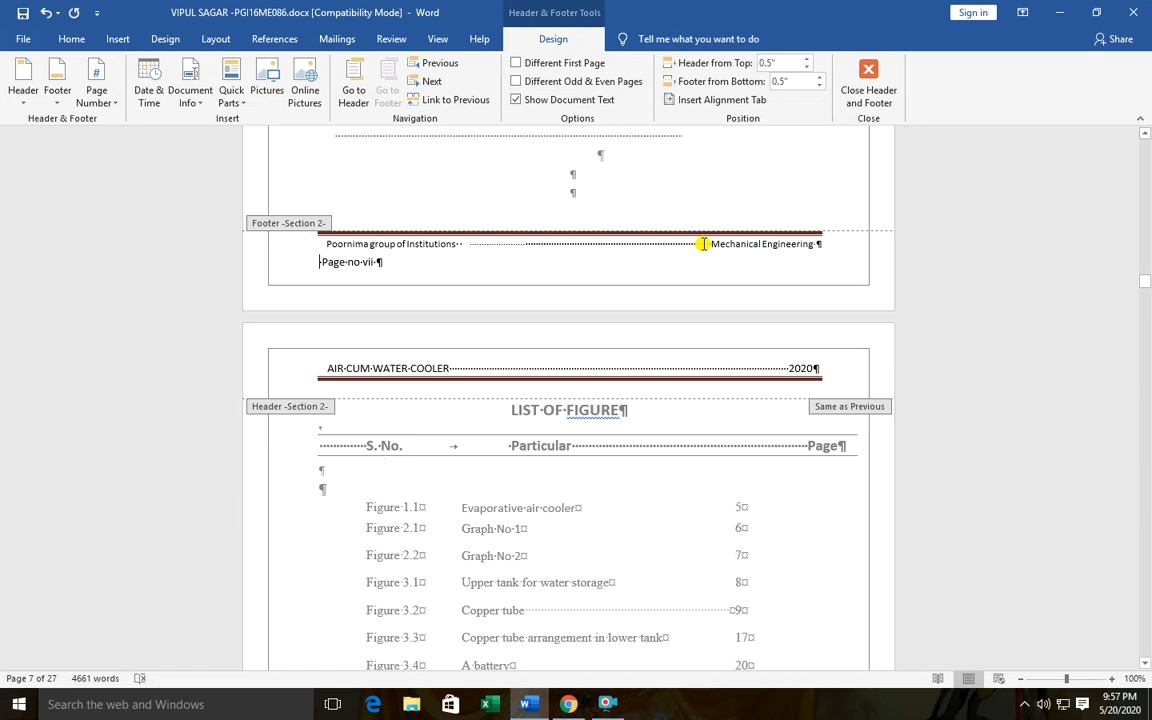 VIPUL SAGAR -PGI16ME086.docx [Compatibility Mode] - Word
Header & Footer Tools
Sign in
File Home Insert Design Layout References Mailings Review View Help Design Tell me what you want to do Share
Header Footer Page Number
Header & Footer
Date & Time Document Info Quick Parts Pictures Online Pictures
Insert
Go to Header Go to Footer
Previous
Next
Link to Previous
Navigation
Different First Page
Different Odd & Even Pages
Show Document Text
Options
Header from Top: 0.5"
Footer from Bottom: 0.5"
Insert Alignment Tab
Position
Close Header and Footer
Close
¶
¶
¶
Footer -Section 2-
Poornima group of Institutions Mechanical Engineering ¶
Page no vii ¶
AIR·CUM·WATER·COOLER 2020¶
Header -Section 2-
Same as Previous
LIST·OF·FIGURE¶
¶
S.·No. → ·Particular Page¶
¶
¶
Figure·1.1¤ Evaporative·air·cooler¤ 5¤
Figure·2.1¤ Graph·No·1¤ 6¤
Figure·2.2¤ Graph·No·2¤ 7¤
Figure·3.1¤ Upper·tank·for·water·storage¤ 8¤
Figure·3.2¤ Copper·tube ¤9¤
Figure·3.3¤ Copper·tube·arrangement·in·lower·tank¤ 17¤
Figure·3.4¤ A·battery¤ 20¤
Page 7 of 27 4661 words 100%
Search the web and Windows
9:57 PM
5/20/2020